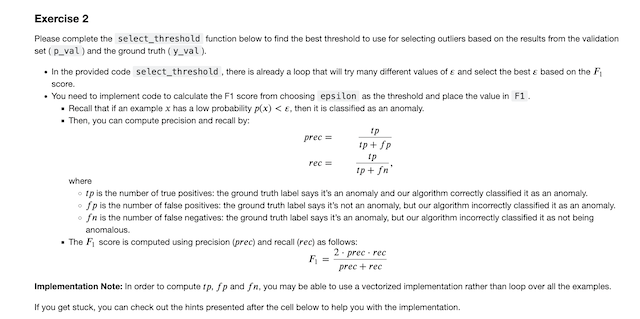 Exercise 2
Please complete the select_threshold function below to find the best threshold to use for selecting outliers based on the results from the validation
set ( p_val ) and the ground truth ( y_val ).
• In the provided code select_threshold , there is already a loop that will try many different values of ε and select the best ε based on the F₁
score.
• You need to implement code to calculate the F1 score from choosing epsilon as the threshold and place the value in F1 .
▪ Recall that if an example x has a low probability p(x) < ε, then it is classified as an anomaly.
▪ Then, you can compute precision and recall by:
prec = tp / tp + fp
rec = tp / tp + fn,
where
◦ tp is the number of true positives: the ground truth label says it's an anomaly and our algorithm correctly classified it as an anomaly.
◦ fp is the number of false positives: the ground truth label says it's not an anomaly, but our algorithm incorrectly classified it as an anomaly.
◦ fn is the number of false negatives: the ground truth label says it's an anomaly, but our algorithm incorrectly classified it as not being
anomalous.
▪ The F₁ score is computed using precision (prec) and recall (rec) as follows:
F₁ = 2 · prec · rec / prec + rec
Implementation Note: In order to compute tp, fp and fn, you may be able to use a vectorized implementation rather than loop over all the examples.
If you get stuck, you can check out the hints presented after the cell below to help you with the implementation.